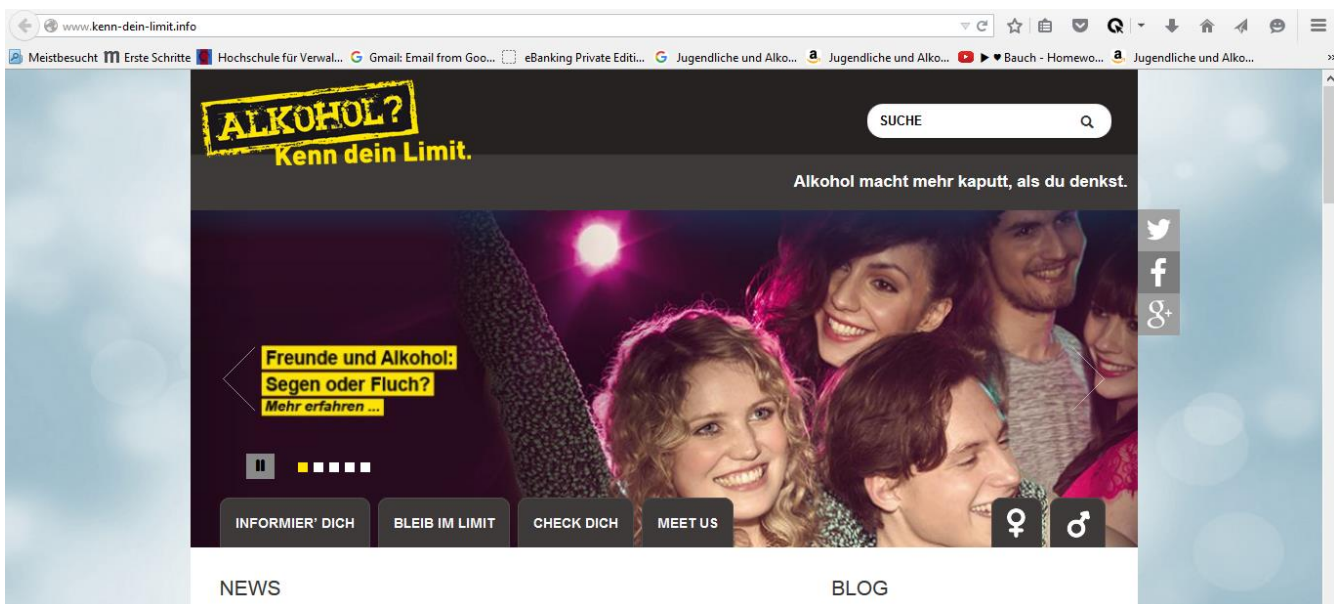 www.kenn-dein-limit.info
Meistbesucht Erste Schritte Hochschule für Verwal... Gmail: Email from Goo... eBanking Private Editi... Jugendliche und Alko... Jugendliche und Alko... ► ♥ Bauch - Homewo... Jugendliche und Alko... »
ALKOHOL?
Kenn dein Limit.
SUCHE
Alkohol macht mehr kaputt, als du denkst.
Freunde und Alkohol:
Segen oder Fluch?
Mehr erfahren ...
INFORMIER' DICH BLEIB IM LIMIT CHECK DICH MEET US
NEWS BLOG